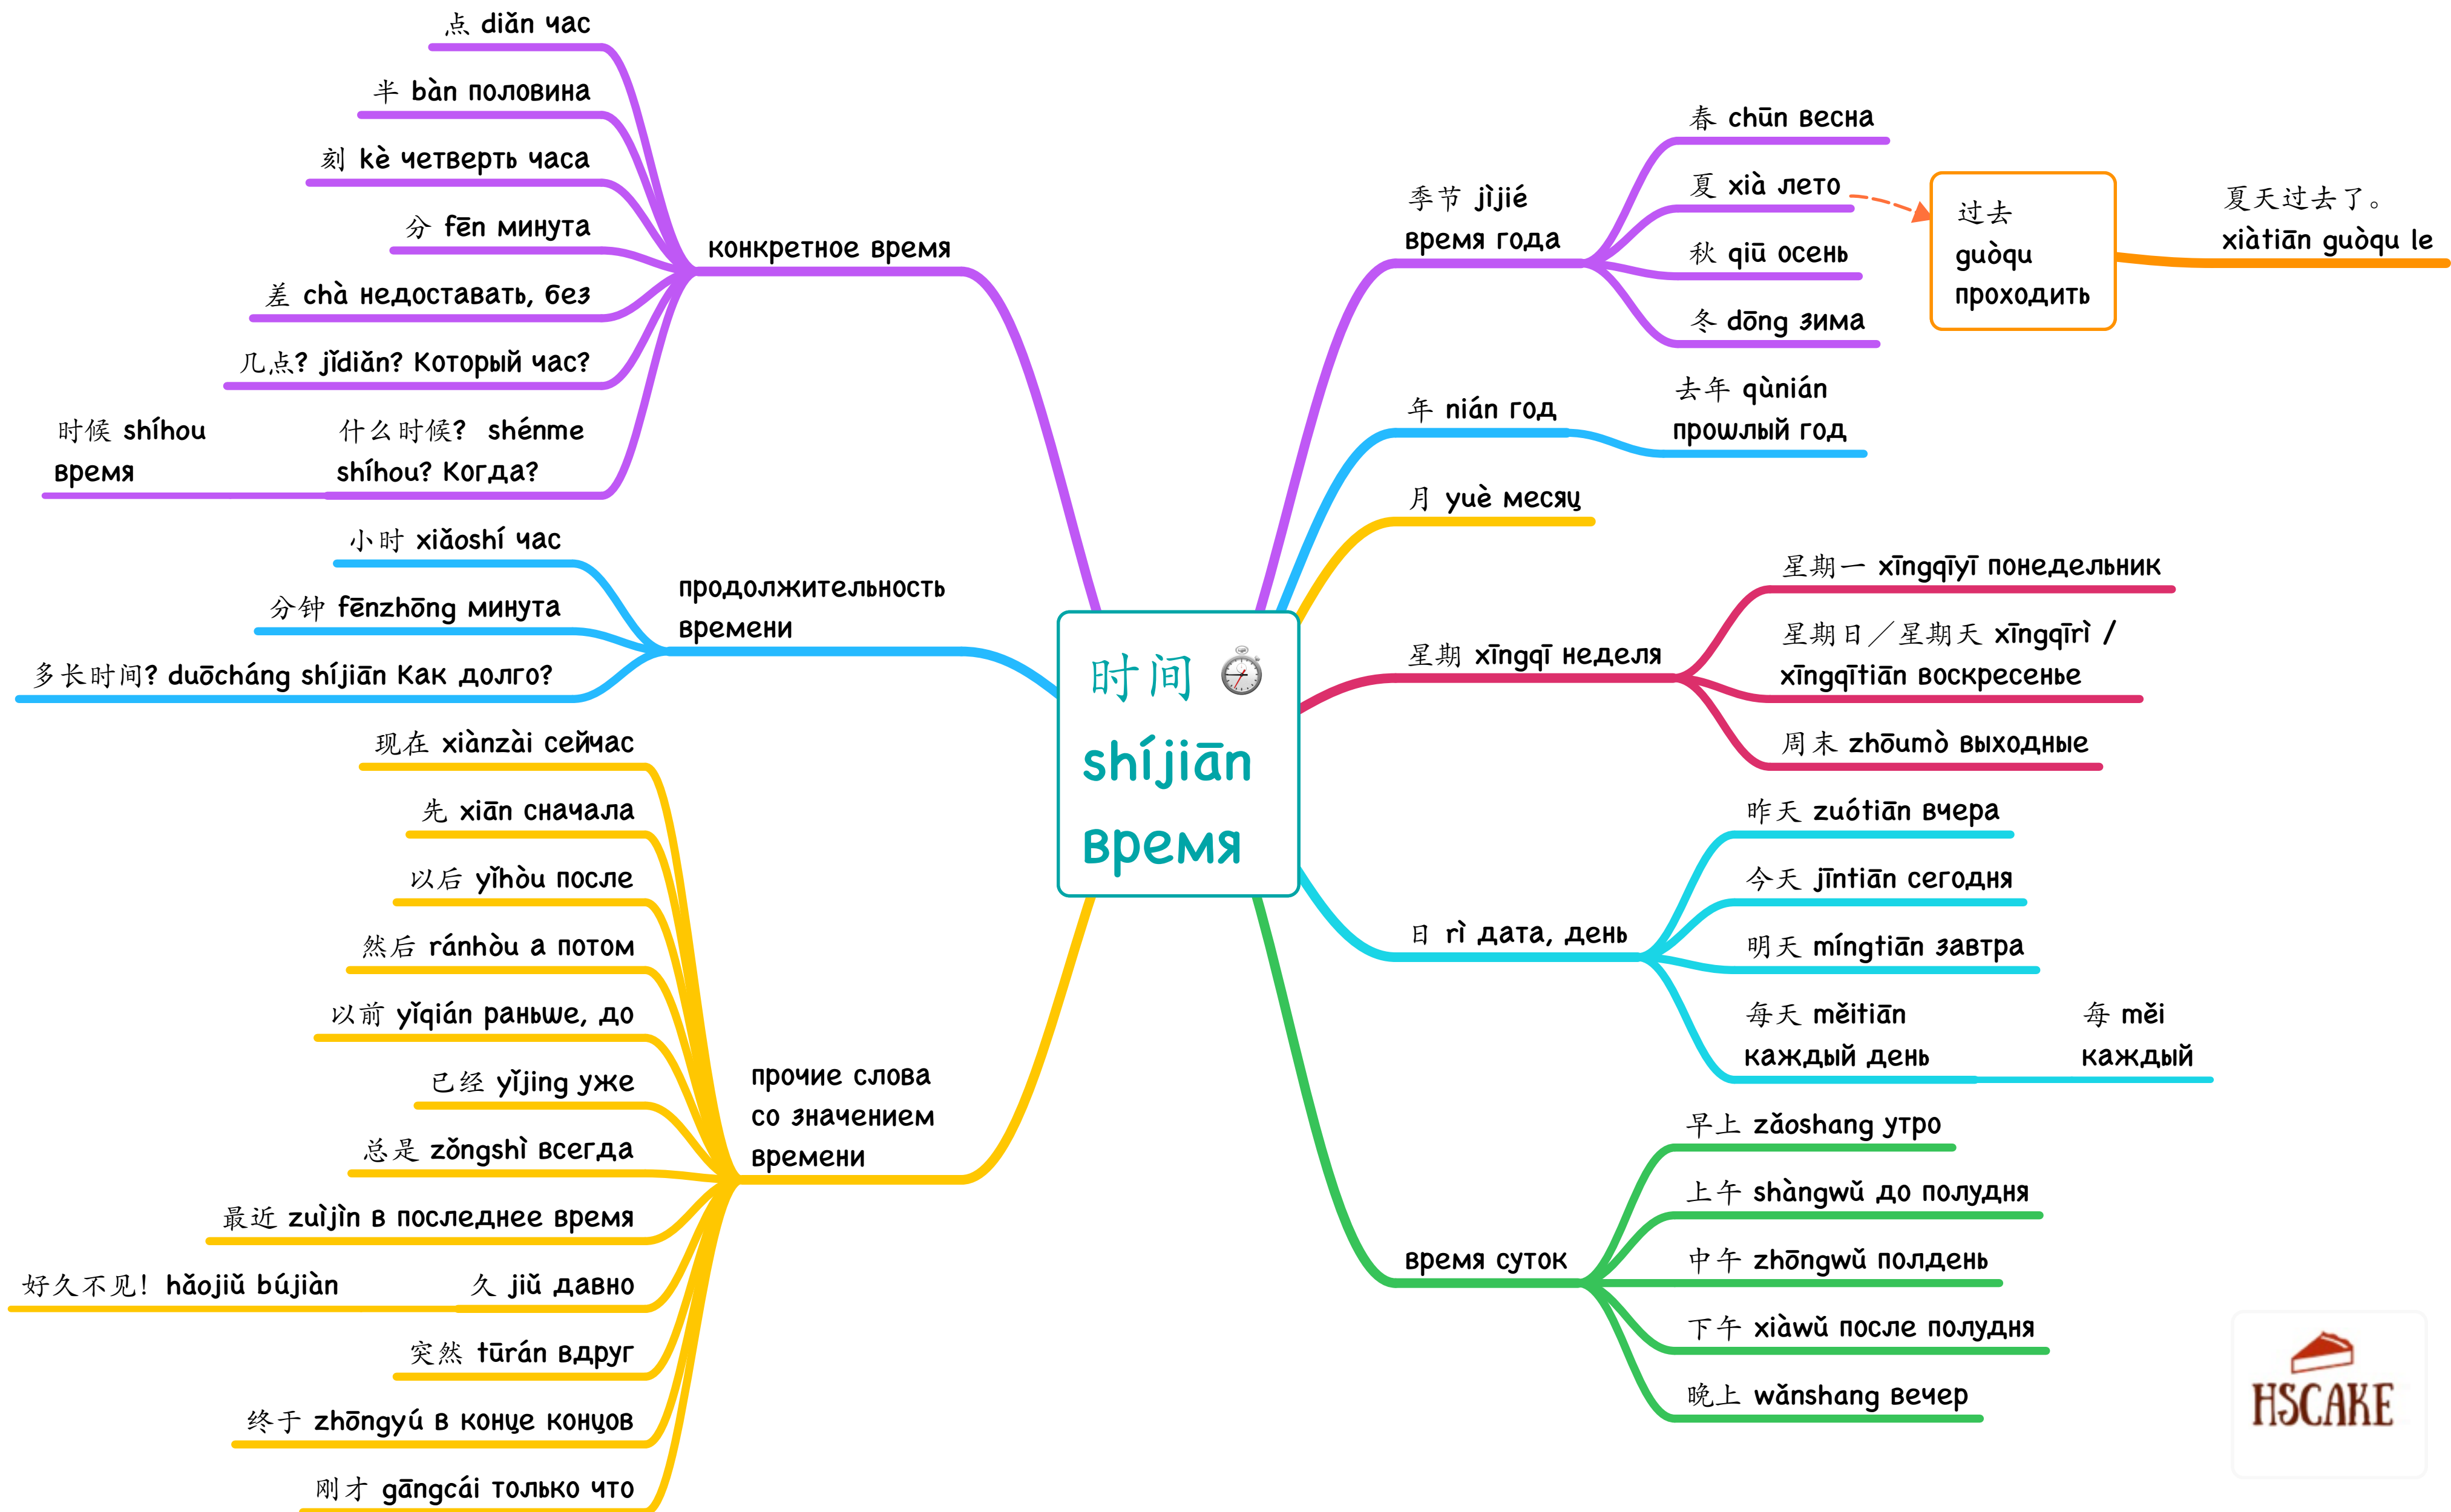 时间
shíjiān
время
конкретное время
点 diǎn час
半 bàn половина
刻 kè четверть часа
分 fēn минута
差 chà недоставать, без
几点? jǐdiǎn? Который час?
什么时候? shénme
shíhou? Когда?
时候 shíhou
время
продолжительность
времени
小时 xiǎoshí час
分钟 fēnzhōng минута
多长时间? duōcháng shíjiān Как долго?
прочие слова
со значением
времени
现在 xiànzài сейчас
先 xiān сначала
以后 yǐhòu после
然后 ránhòu а потом
以前 yǐqián раньше, до
已经 yǐjing уже
总是 zǒngshì всегда
最近 zuìjìn в последнее время
久 jiǔ давно
好久不见! hǎojiǔ bújiàn
突然 tūrán вдруг
终于 zhōngyú в конце концов
刚才 gāngcái только что
季节 jìjié
время года
春 chūn весна
夏 xià лето
秋 qiū осень
冬 dōng зима
过去
guòqu
проходить
夏天过去了。
xiàtiān guòqu le
年 nián год
去年 qùnián
прошлый год
月 yuè месяц
星期 xīngqī неделя
星期一 xīngqīyī понедельник
星期日／星期天 xīngqīrì /
xīngqītiān воскресенье
周末 zhōumò выходные
日 rì дата, день
昨天 zuótiān вчера
今天 jīntiān сегодня
明天 míngtiān завтра
每天 měitiān
каждый день
每 měi
каждый
время суток
早上 zǎoshang утро
上午 shàngwǔ до полудня
中午 zhōngwǔ полдень
下午 xiàwǔ после полудня
晚上 wǎnshang вечер
HSCAKE